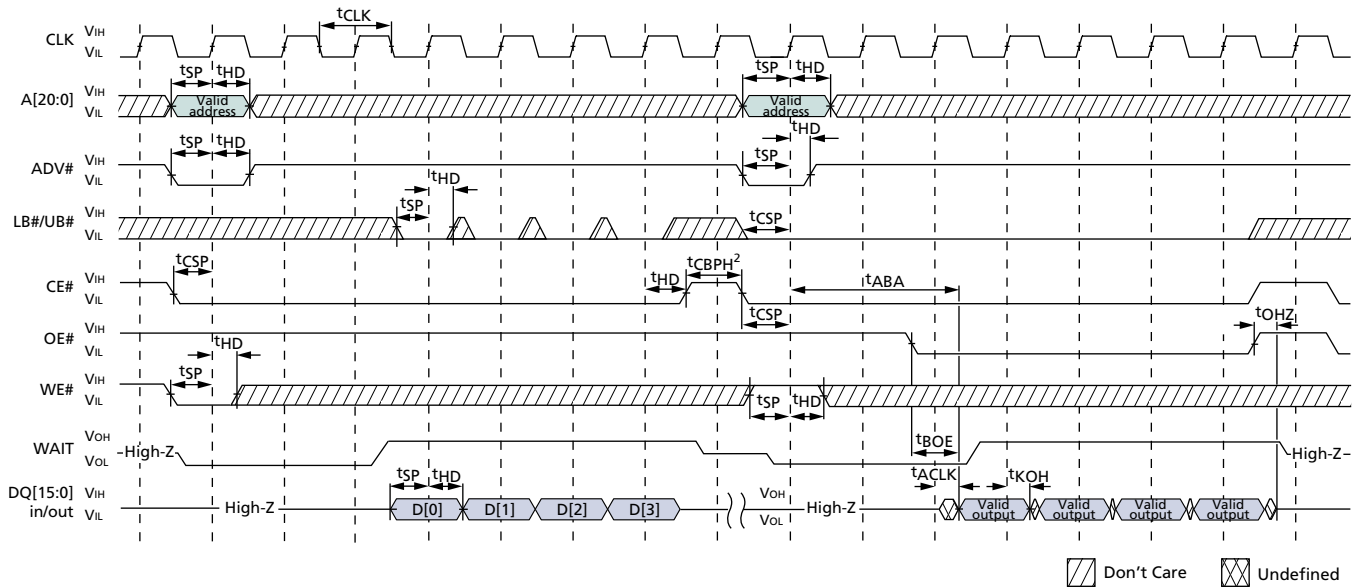 tCLK
CLK VIH
VIL
tSP tHD tSP tHD
A[20:0] VIH
VIL
Valid address Valid address
tHD
tSP tHD tSP
ADV# VIH
VIL
tHD
tSP
LB#/UB# VIH
VIL
tCSP
tCSP tHD tCBPH2 tABA
CE# VIH
VIL
tCSP tOHZ
OE# VIH
VIL
tHD
tSP
WE# VIH
VIL
tSP tHD
WAIT VOH
VOL
High-Z High-Z
tBOE
tSP tHD tACLK tKOH
DQ[15:0] in/out VIH
VIL
High-Z D[0] D[1] D[2] D[3] VOH
VOL
High-Z Valid output Valid output Valid output Valid output
Don't Care Undefined